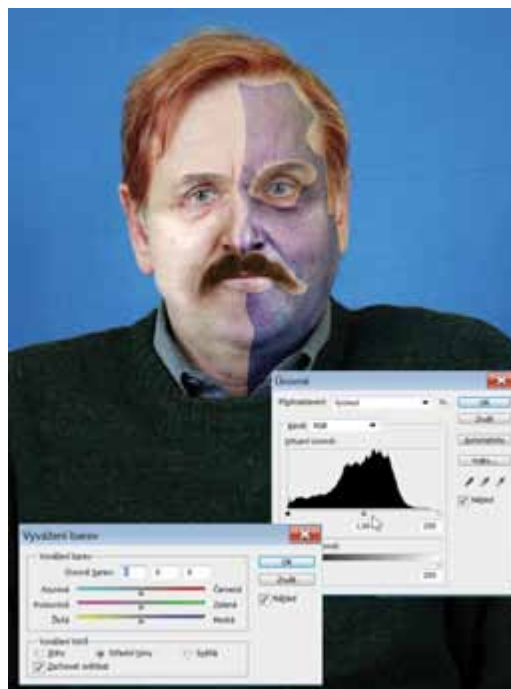 Úrovně
Přednastavení: Vlastní
OK
Zrušit
Kanál: RGB
Vstupní úrovně:
Automaticky
Volby...
Náhled
1,00 255
255
Vyvážení barev
Vyvážení barev
OK
Úrovně barev: 0 0 0
Zrušit
Azurová Červená
Náhled
Purpurová Zelená
Žlutá Modrá
Vyvážení tónů
Stíny Střední tóny Světla
Zachovat světlost